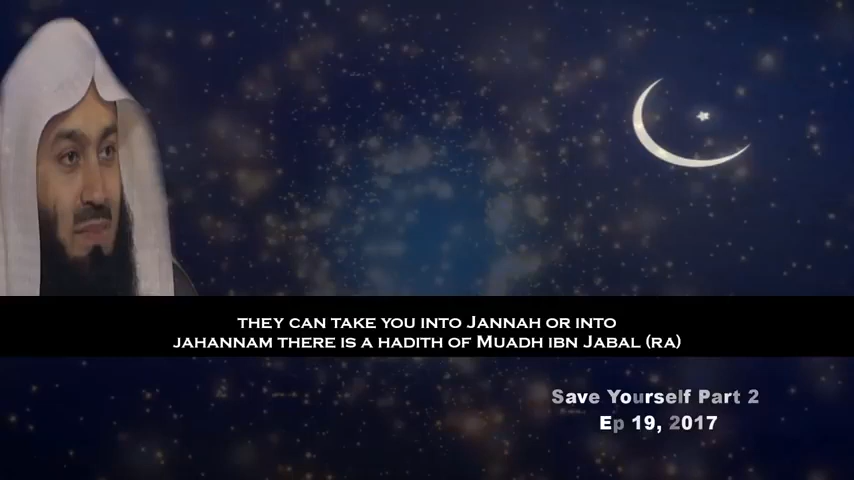 THEY CAN TAKE YOU INTO JANNAH OR INTO
JAHANNAM THERE IS A HADITH OF MUADH IBN JABAL (RA)
Save Yourself Part 2
Ep 19, 2017